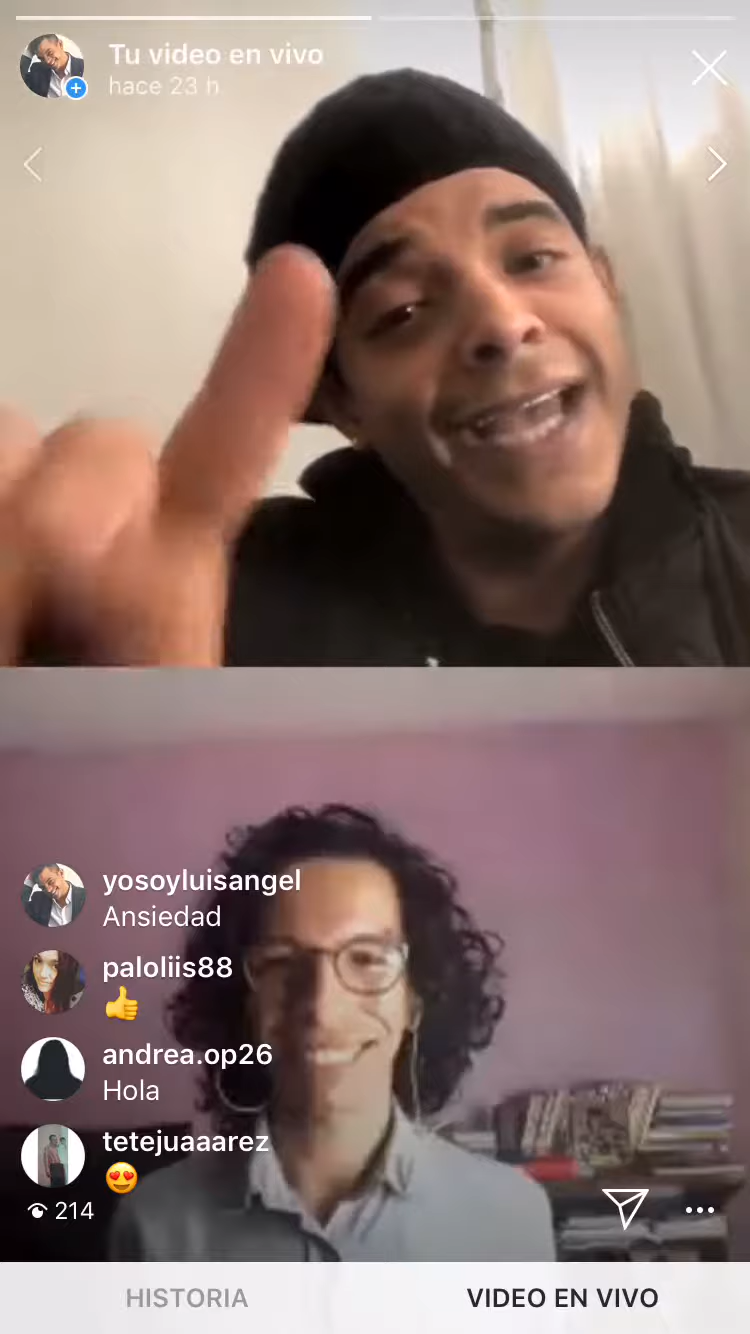 Tu video en vivo
hace 23 h
yosoyluisangel
Ansiedad
paloliis88
👍
andrea.op26
Hola
tetejuaaarez
😍
214
HISTORIA
VIDEO EN VIVO